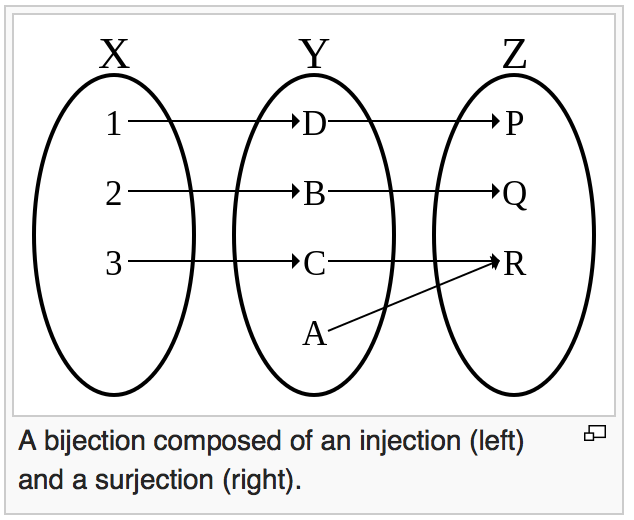 X Y Z
1 D P
2 B Q
3 C R
A
A bijection composed of an injection (left)
and a surjection (right).